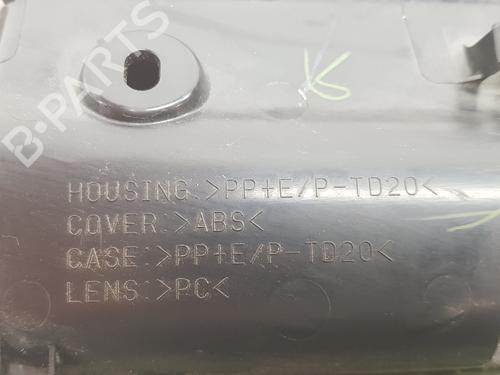 B-PARTS
HOUSING:>PP+E/P-TD20<
COVER:>ABS<
CASE:>PP+E/P-TD20<
LENS:>PC<